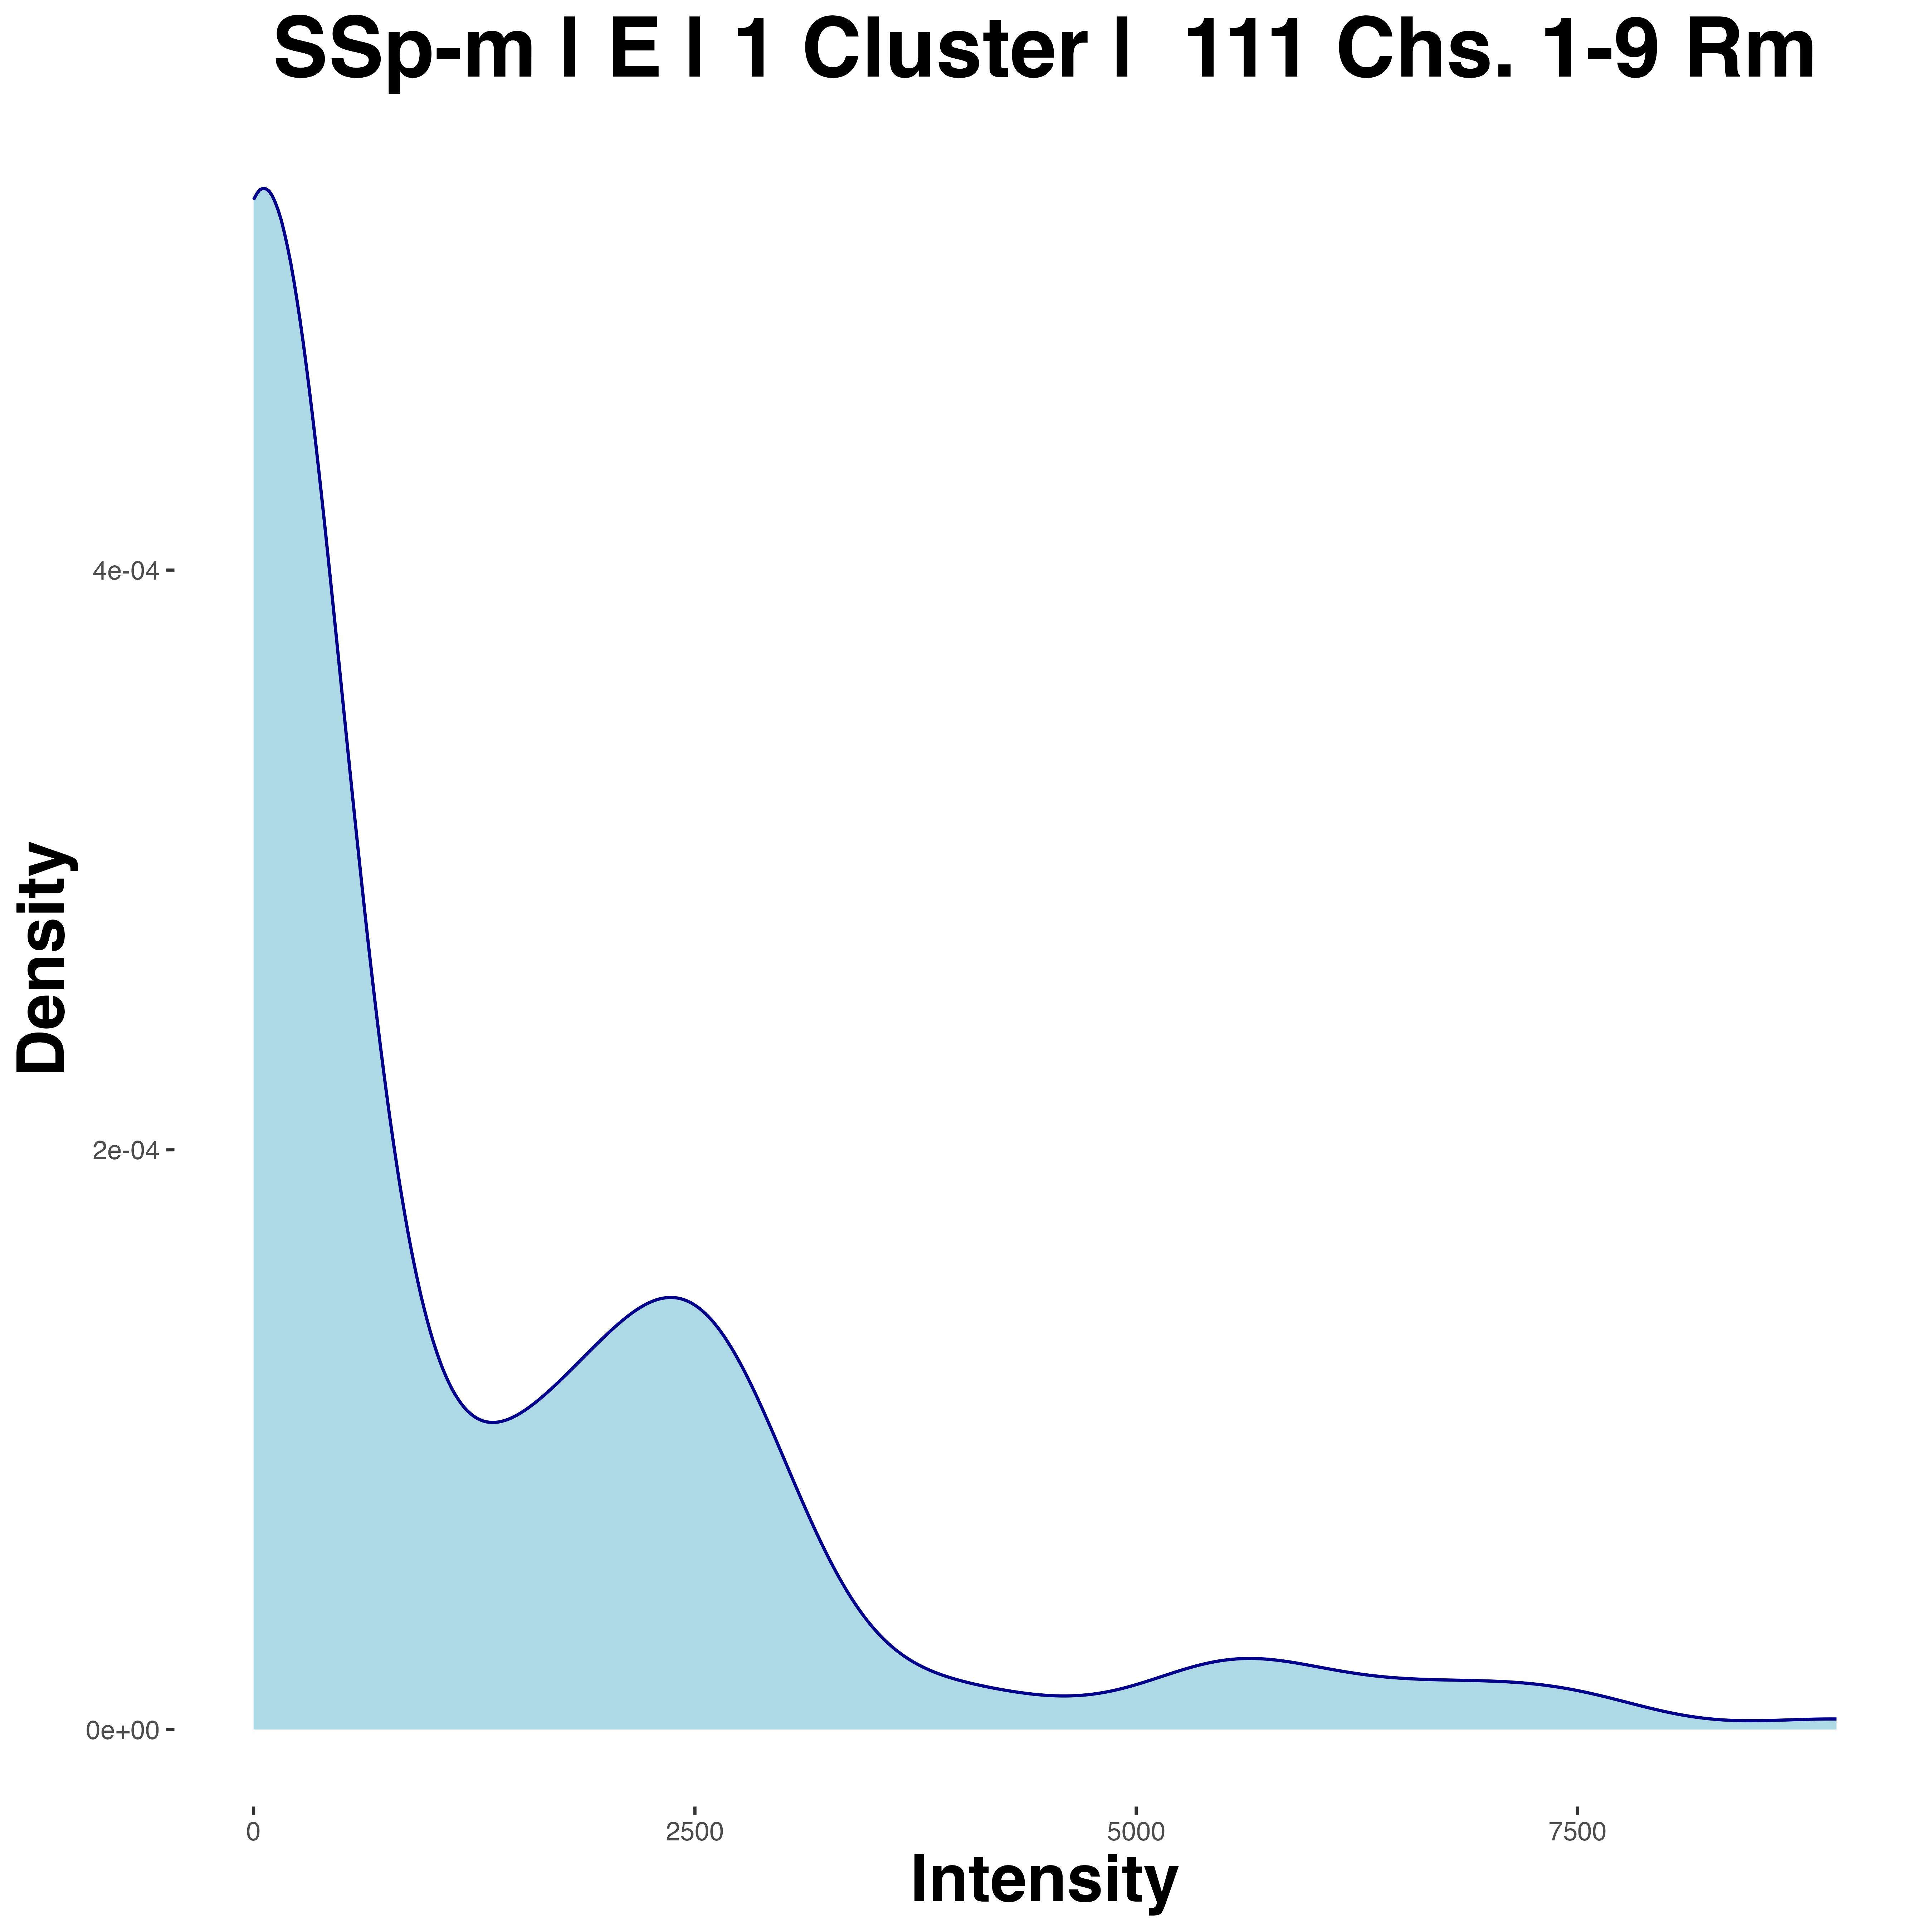 SSp-m | E | 1 Cluster | 111 Chs. 1-9 Rm
Density
4e-04
2e-04
0e+00
0
2500
5000
7500
Intensity